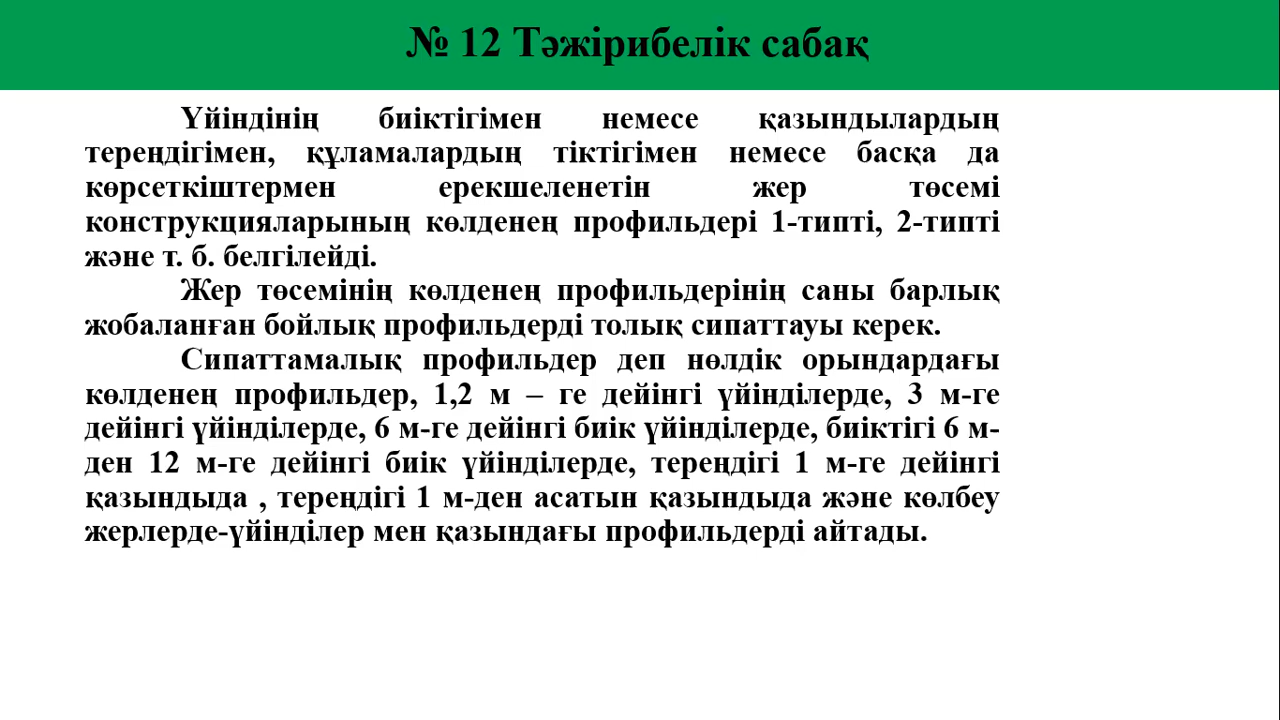 № 12 Тәжірибелік сабақ
Үйіндінің биіктігімен немесе қазындылардың
тереңдігімен, құламалардың тіктігімен немесе басқа да
көрсеткіштермен ерекшеленетін жер төсемі
конструкцияларының көлденең профильдері 1-типті, 2-типті
және т. б. белгілейді.
Жер төсемінің көлденең профильдерінің саны барлық
жобаланған бойлық профильдерді толық сипаттауы керек.
Сипаттамалық профильдер деп нөлдік орындардағы
көлденең профильдер, 1,2 м – ге дейінгі үйінділерде, 3 м-ге
дейінгі үйінділерде, 6 м-ге дейінгі биік үйінділерде, биіктігі 6 м-
ден 12 м-ге дейінгі биік үйінділерде, тереңдігі 1 м-ге дейінгі
қазындыда , тереңдігі 1 м-ден асатын қазындыда және көлбеу
жерлерде-үйінділер мен қазындағы профильдерді айтады.